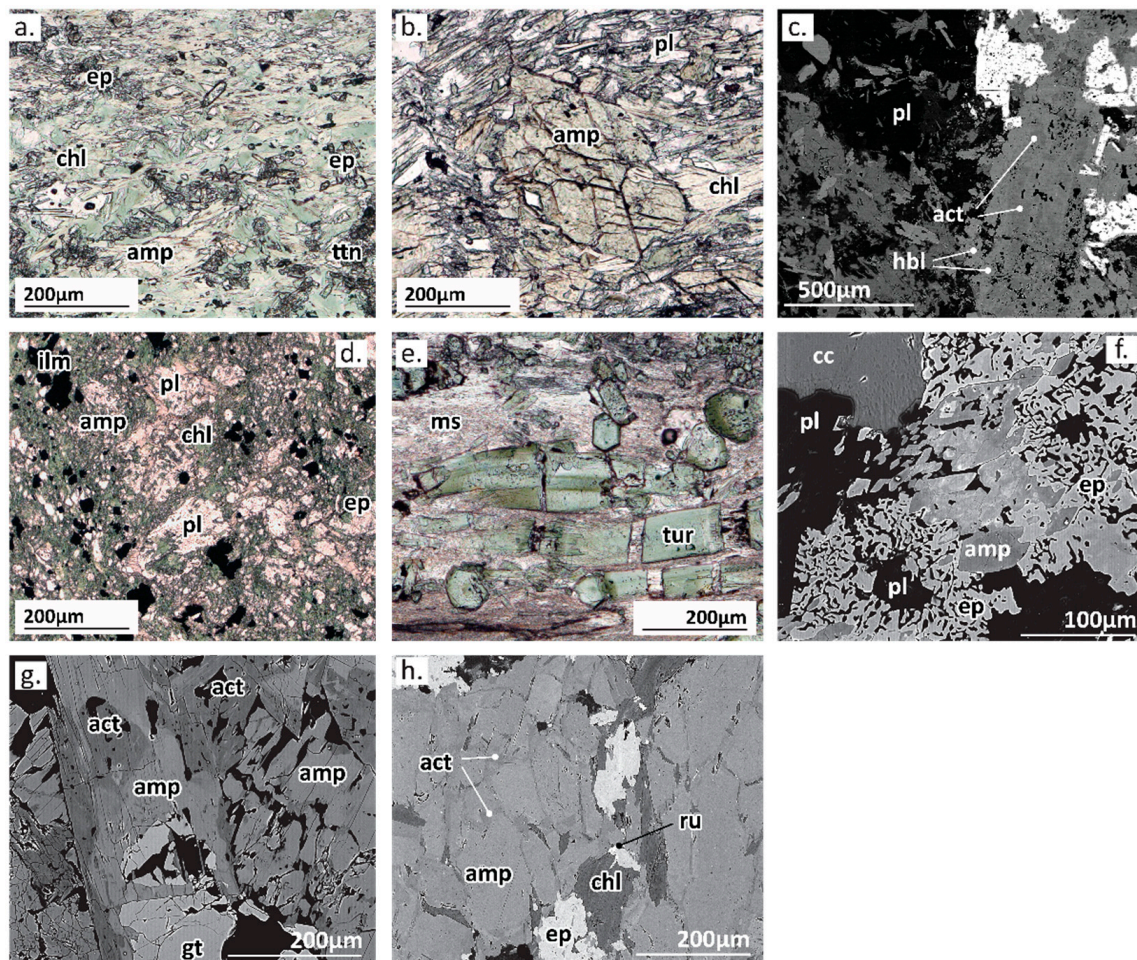 a.
ep
chl
ep
amp
ttn
200µm
b.
pl
amp
chl
200µm
c.
pl
act
hbl
500µm
ilm
d.
pl
amp
chl
pl
ep
200µm
e.
ms
tur
200µm
f.
cc
pl
ep
amp
pl
ep
100µm
g.
act
act
amp
amp
gt
200µm
h.
act
ru
amp
chl
ep
200µm